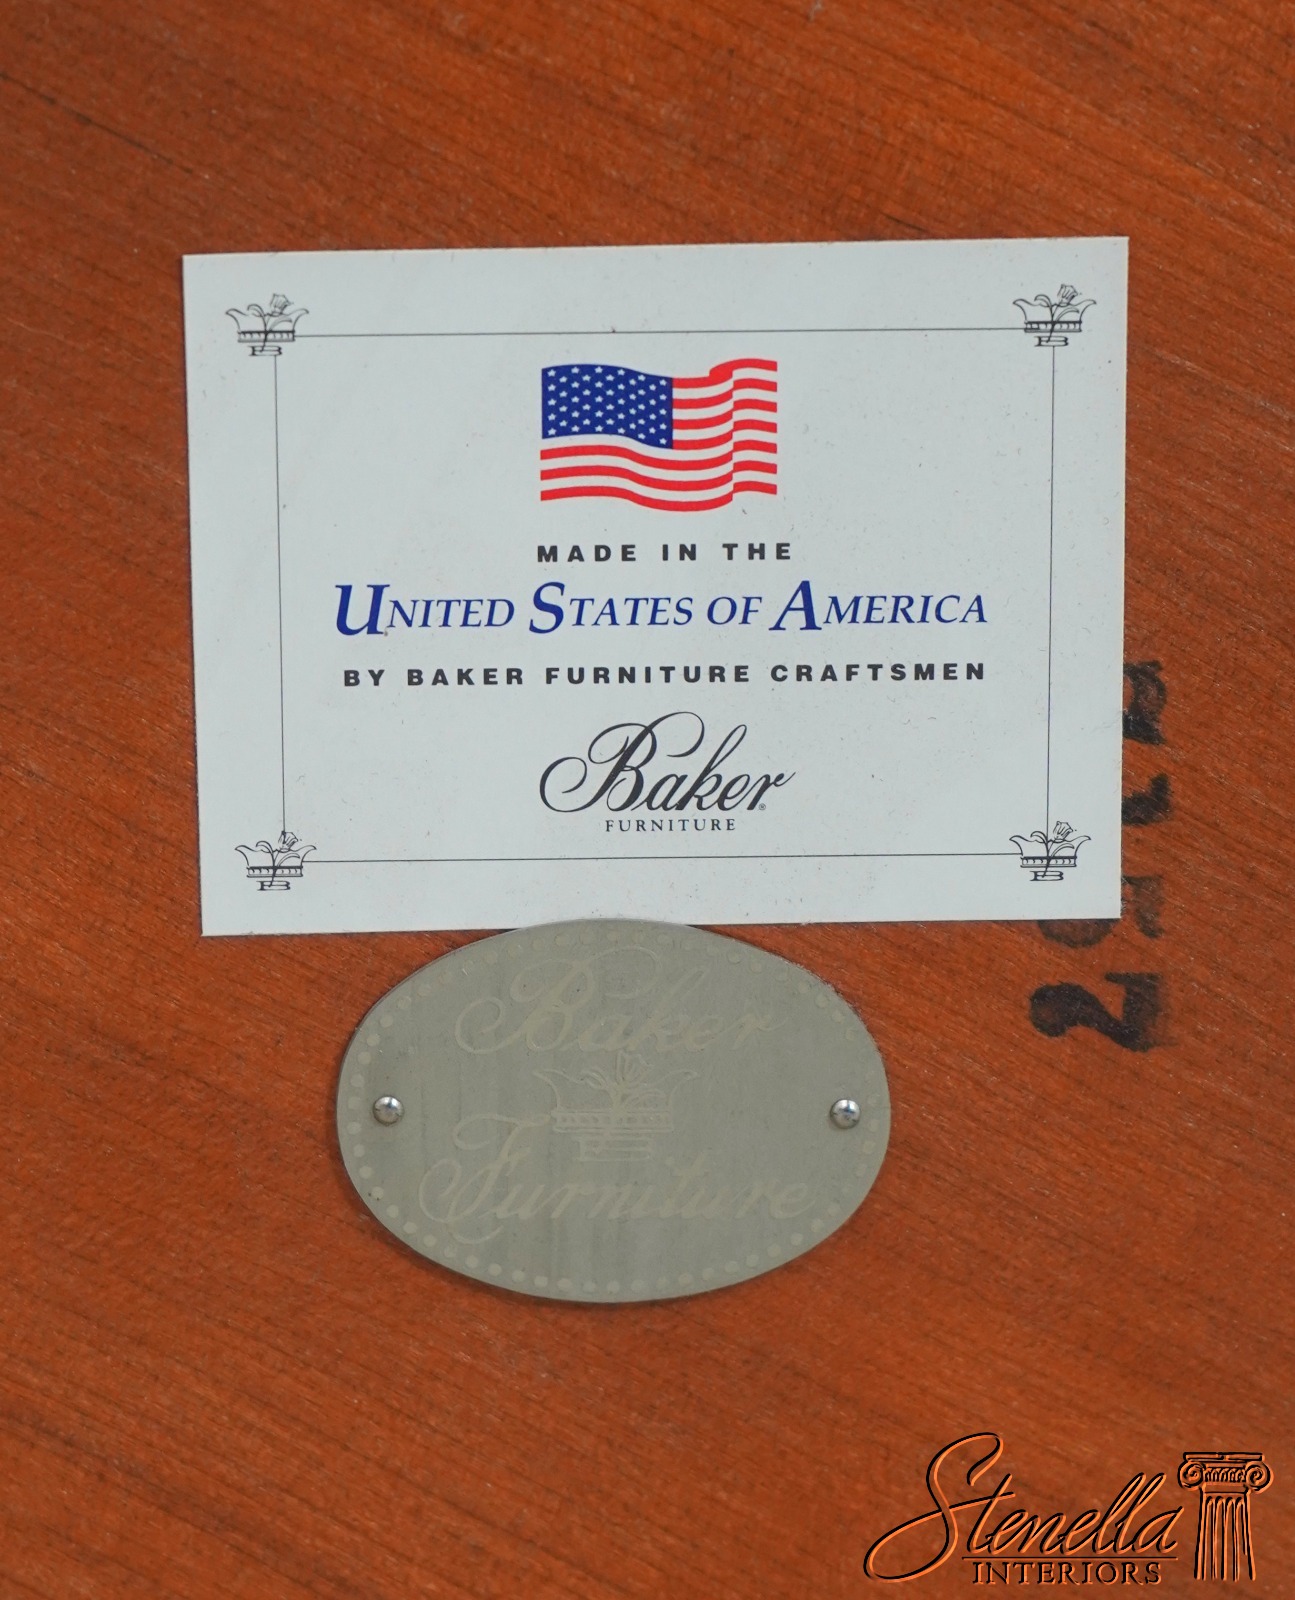 MADE IN THE
UNITED STATES OF AMERICA
BY BAKER FURNITURE CRAFTSMEN
Baker®
FURNITURE
Baker
Furniture
Stenella
INTERIORS